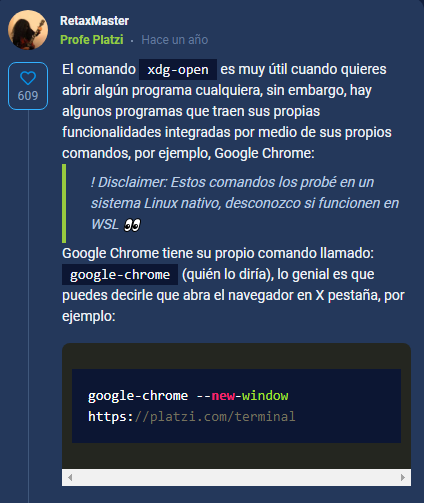 RetaxMaster
Profe Platzi · Hace un año
609
El comando xdg-open es muy útil cuando quieres
abrir algún programa cualquiera, sin embargo, hay
algunos programas que traen sus propias
funcionalidades integradas por medio de sus propios
comandos, por ejemplo, Google Chrome:
! Disclaimer: Estos comandos los probé en un
sistema Linux nativo, desconozco si funcionen en
WSL 👀
Google Chrome tiene su propio comando llamado:
google-chrome (quién lo diría), lo genial es que
puedes decirle que abra el navegador en X pestaña, por
ejemplo:
google-chrome --new-window
https://platzi.com/terminal